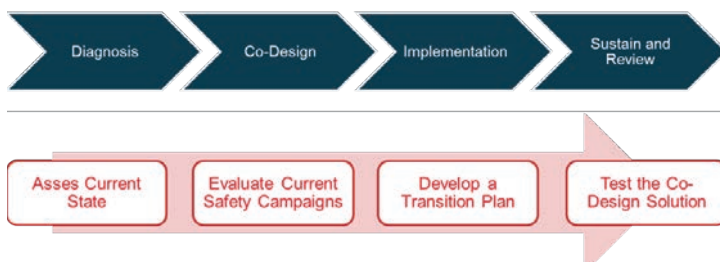 Diagnosis
Co-Design
Implementation
Sustain and
Review
Asses Current
State
Evaluate Current
Safety Campaigns
Develop a
Transition Plan
Test the Co-
Design Solution